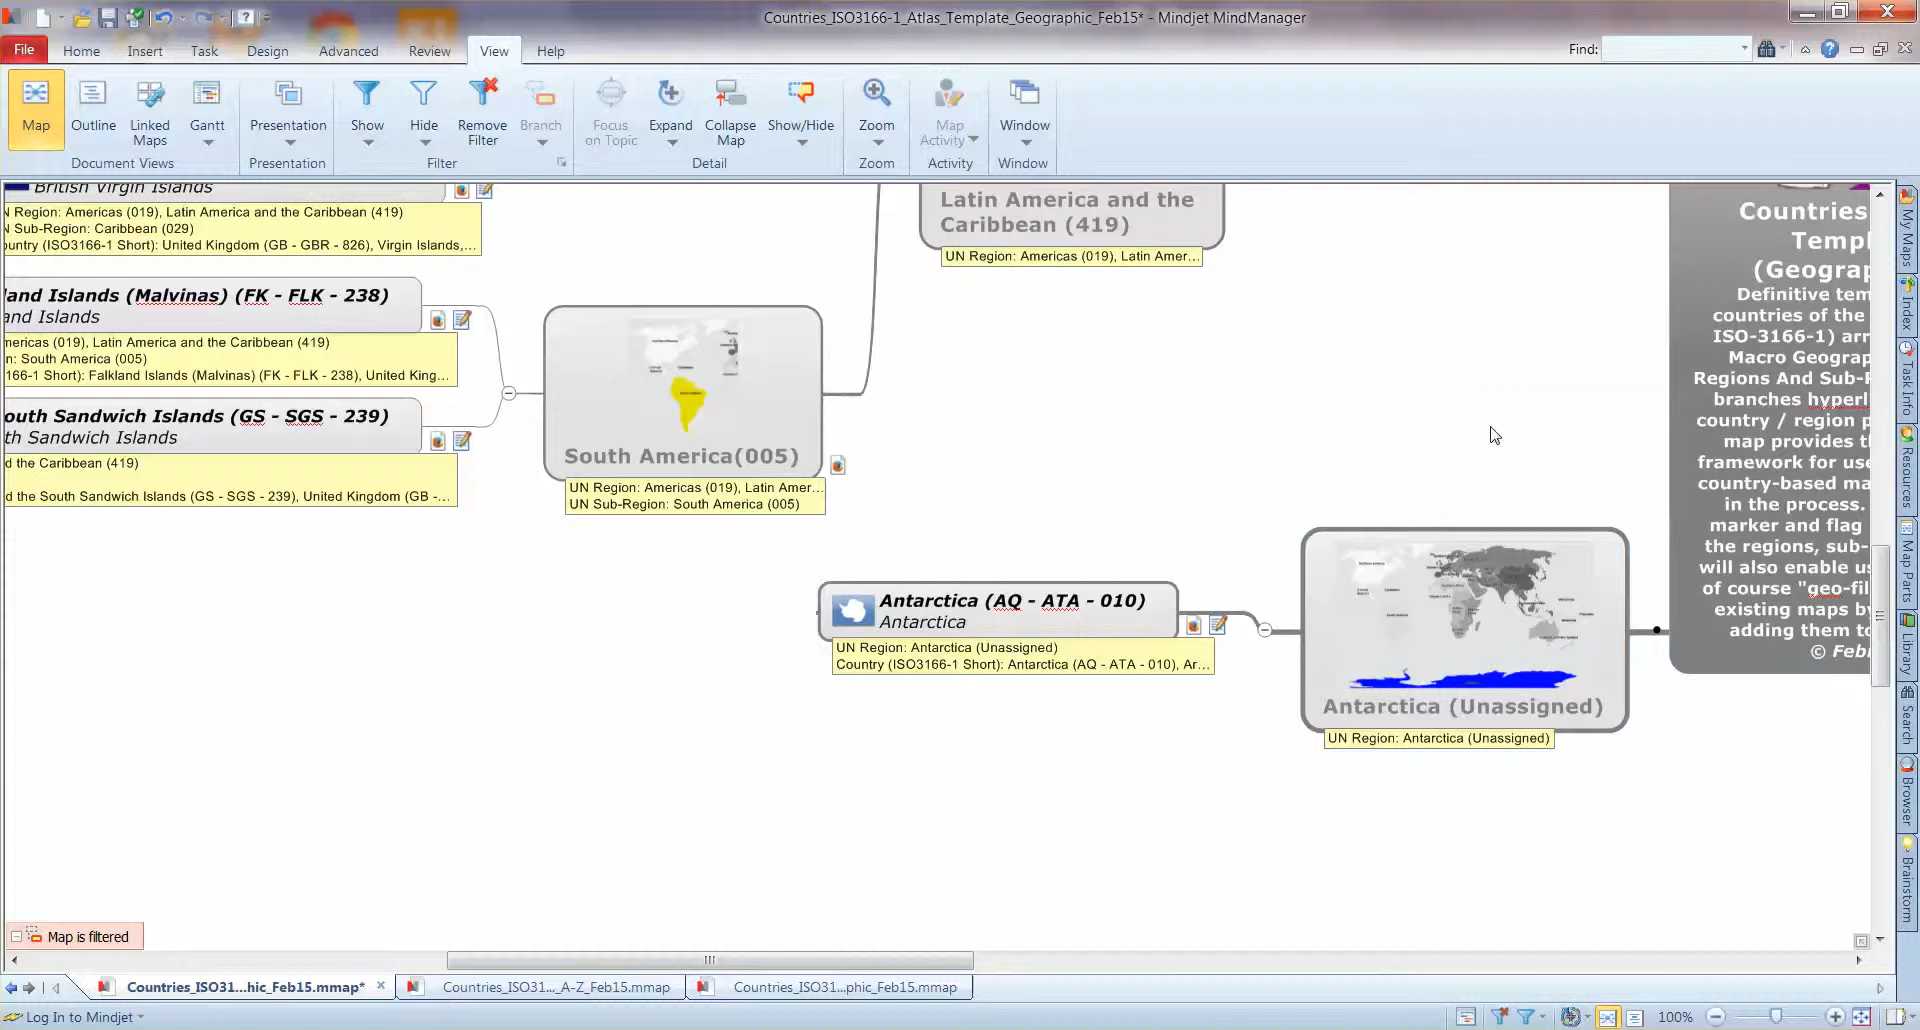 Countries_ISO3166-1_Atlas_Template_Geographic_Feb15* - Mindjet MindManager
File Home Insert Task Design Advanced Review View Help
Find:
Map Outline Linked Maps Gantt
Document Views
Presentation
Presentation
Show Hide Remove Filter Branch
Filter
Focus on Topic Expand Collapse Map Show/Hide
Detail
Zoom
Zoom
Map Activity
Activity
Window
Window
British Virgin Islands
N Region: Americas (019), Latin America and the Caribbean (419)
N Sub-Region: Caribbean (029)
ountry (ISO3166-1 Short): United Kingdom (GB - GBR - 826), Virgin Islands,...
land Islands (Malvinas) (FK - FLK - 238)
and Islands
mericas (019), Latin America and the Caribbean (419)
n: South America (005)
166-1 Short): Falkland Islands (Malvinas) (FK - FLK - 238), United King...
outh Sandwich Islands (GS - SGS - 239)
th Sandwich Islands
d the Caribbean (419)
d the South Sandwich Islands (GS - SGS - 239), United Kingdom (GB -...
South America(005)
UN Region: Americas (019), Latin Amer...
UN Sub-Region: South America (005)
Latin America and the
Caribbean (419)
UN Region: Americas (019), Latin Amer...
Antarctica (AQ - ATA - 010)
Antarctica
UN Region: Antarctica (Unassigned)
Country (ISO3166-1 Short): Antarctica (AQ - ATA - 010), Ar...
Antarctica (Unassigned)
UN Region: Antarctica (Unassigned)
Countries
Templ
(Geograp
Definitive tem
countries of the
ISO-3166-1) arr
Macro Geograp
Regions And Sub-R
branches hyperl
country / region p
map provides th
framework for use
country-based ma
in the process.
marker and flag
the regions, sub-
will also enable us
of course "geo-fil
existing maps by
adding them to
© Febr
My Maps
Index
Task Info
Resources
Map Parts
Library
Search
Browser
Brainstorm
Map is filtered
Countries_ISO31...hic_Feb15.mmap*
Countries_ISO31..._A-Z_Feb15.mmap
Countries_ISO31...phic_Feb15.mmap
Log In to Mindjet
100%